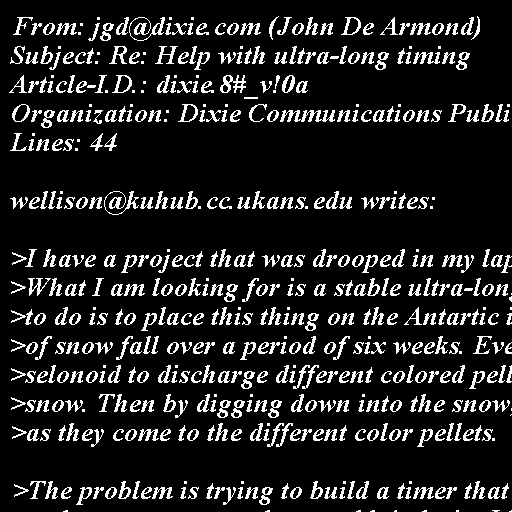 From: jgd@dixie.com (John De Armond)
Subject: Re: Help with ultra-long timing
Article-I.D.: dixie.8#_v!0a
Organization: Dixie Communications Publi
Lines: 44

wellison@kuhub.cc.ukans.edu writes:

>I have a project that was drooped in my lap
>What I am looking for is a stable ultra-long
>to do is to place this thing on the Antartic i
>of snow fall over a period of six weeks. Eve
>selonoid to discharge different colored pell
>snow. Then by digging down into the snow,
>as they come to the different color pellets.

>The problem is trying to build a timer that